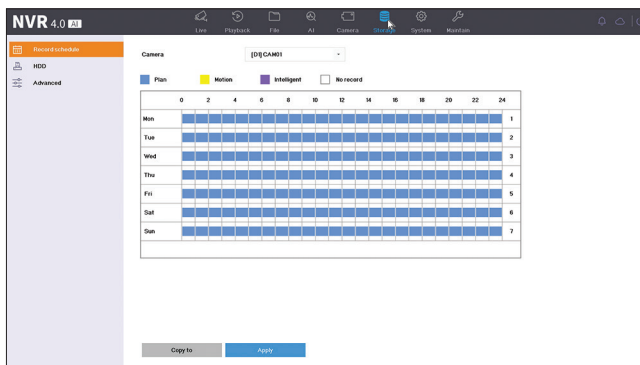 NVR 4.0 AI
Live Playback File AI Camera Storage System Maintain
Record schedule
HDD
Advanced
Camera [D1] CAM01
Plan Motion Intelligent No record
0 2 4 6 8 10 12 14 16 18 20 22 24
Mon 1
Tue 2
Wed 3
Thu 4
Fri 5
Sat 6
Sun 7
Copy to Apply